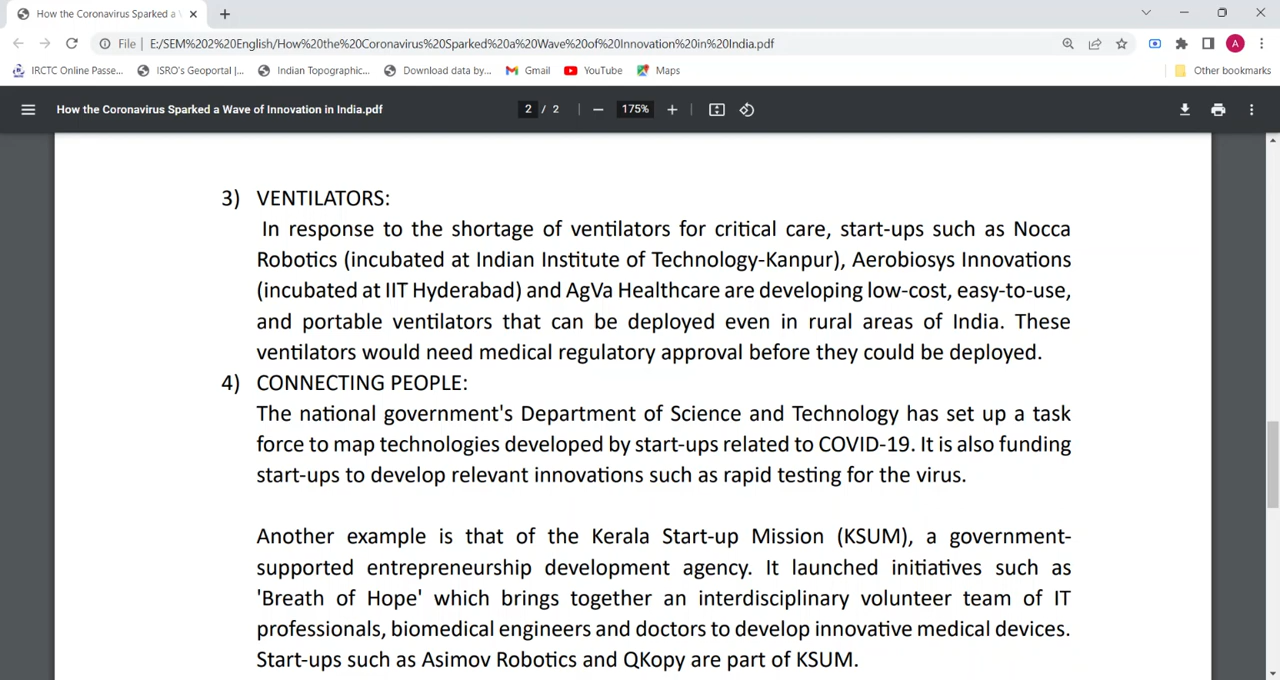 How the Coronavirus Sparked a
File
E:/SEM%202%20English/How%20the%20Coronavirus%20Sparked%20a%20Wave%20of%20Innovation%20in%20India.pdf
A
IRCTC Online Passe...
ISRO's Geoportal |...
Indian Topographic...
Download data by...
Gmail
YouTube
Maps
Other bookmarks
How the Coronavirus Sparked a Wave of Innovation in India.pdf
2 / 2
175%
3) VENTILATORS:
In response to the shortage of ventilators for critical care, start-ups such as Nocca
Robotics (incubated at Indian Institute of Technology-Kanpur), Aerobiosys Innovations
(incubated at IIT Hyderabad) and AgVa Healthcare are developing low-cost, easy-to-use,
and portable ventilators that can be deployed even in rural areas of India. These
ventilators would need medical regulatory approval before they could be deployed.
4) CONNECTING PEOPLE:
The national government's Department of Science and Technology has set up a task
force to map technologies developed by start-ups related to COVID-19. It is also funding
start-ups to develop relevant innovations such as rapid testing for the virus.
Another example is that of the Kerala Start-up Mission (KSUM), a government-
supported entrepreneurship development agency. It launched initiatives such as
'Breath of Hope' which brings together an interdisciplinary volunteer team of IT
professionals, biomedical engineers and doctors to develop innovative medical devices.
Start-ups such as Asimov Robotics and QKopy are part of KSUM.